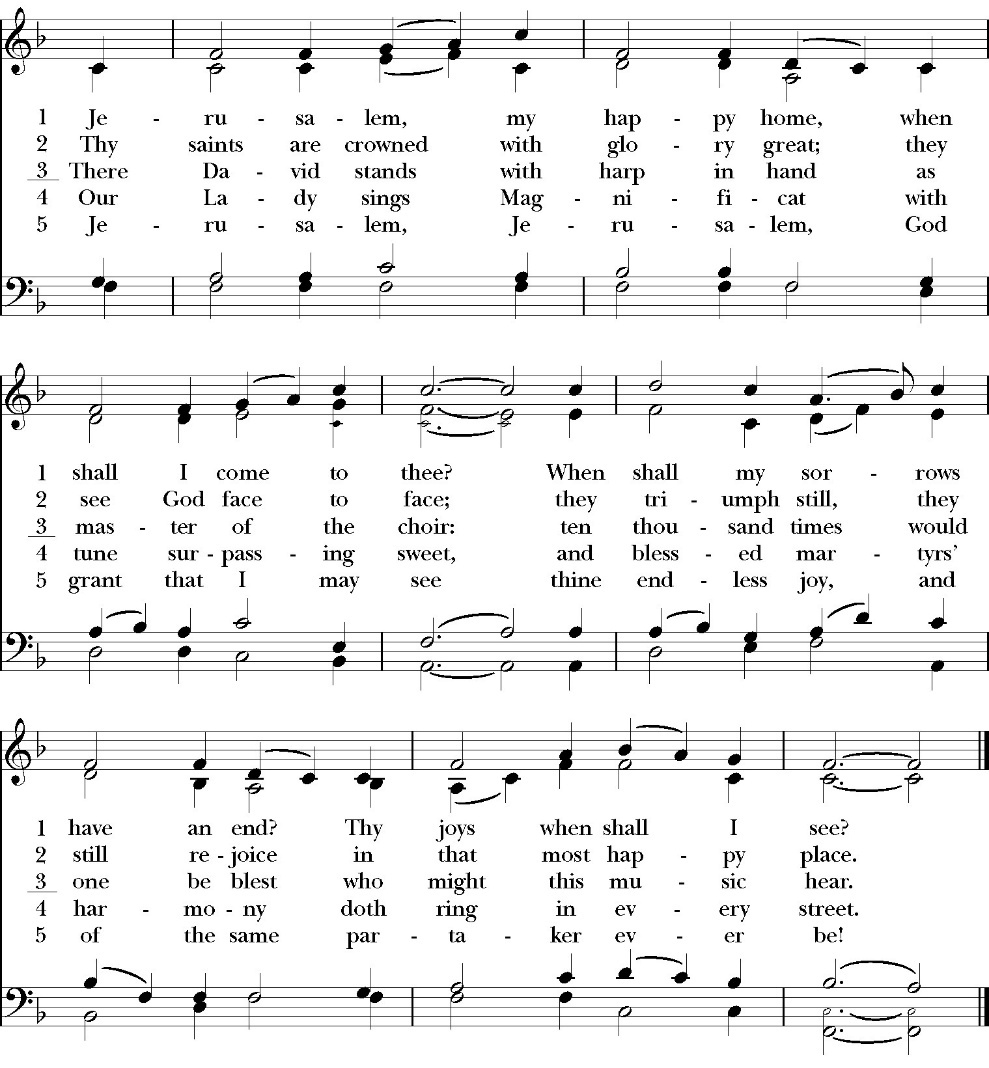 1 Je - ru - sa - lem, my hap - py home, when
2 Thy saints are crowned with glo - ry great; they
3 There Da - vid stands with harp in hand as
4 Our La - dy sings Mag - ni - fi - cat with
5 Je - ru - sa - lem, Je - ru - sa - lem, God
1 shall I come to thee? When shall my sor - rows
2 see God face to face; they tri - umph still, they
3 mas - ter of the choir: ten thou - sand times would
4 tune sur - pass - ing sweet, and bless - ed mar - tyrs'
5 grant that I may see thine end - less joy, and
1 have an end? Thy joys when shall I see?
2 still re - joice in that most hap - py place.
3 one be blest who might this mu - sic hear.
4 har - mo - ny doth ring in ev - ery street.
5 of the same par - ta - ker ev - er be!